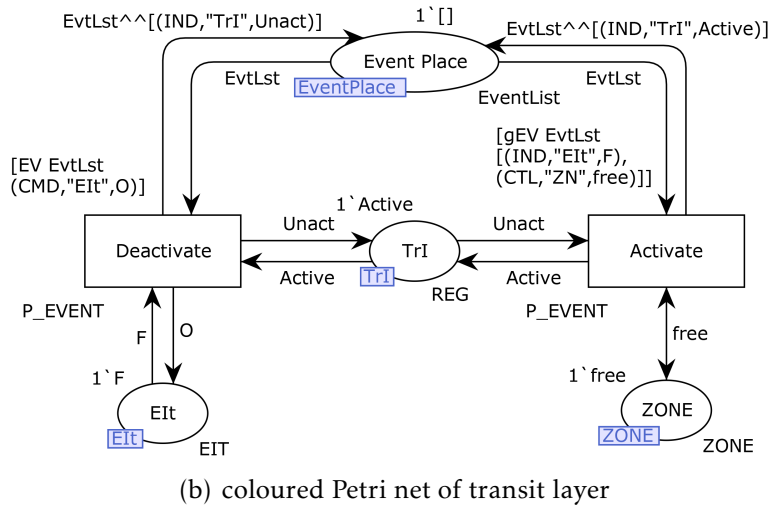 1`[]
EvtLst^^[(IND,"TrI",Unact)]
EvtLst^^[(IND,"TrI",Active)]
Event Place
EvtLst
EvtLst
EventPlace
EventList
[EV EvtLst
(CMD,"EIt",O)]
[gEV EvtLst
[(IND,"EIt",F),
(CTL,"ZN",free)]]
1`Active
Unact
Unact
Deactivate
TrI
Activate
Active
TrI
Active
REG
P_EVENT
P_EVENT
F
O
free
1`F
1`free
EIt
ZONE
EIt
EIT
ZONE
ZONE
(b) coloured Petri net of transit layer